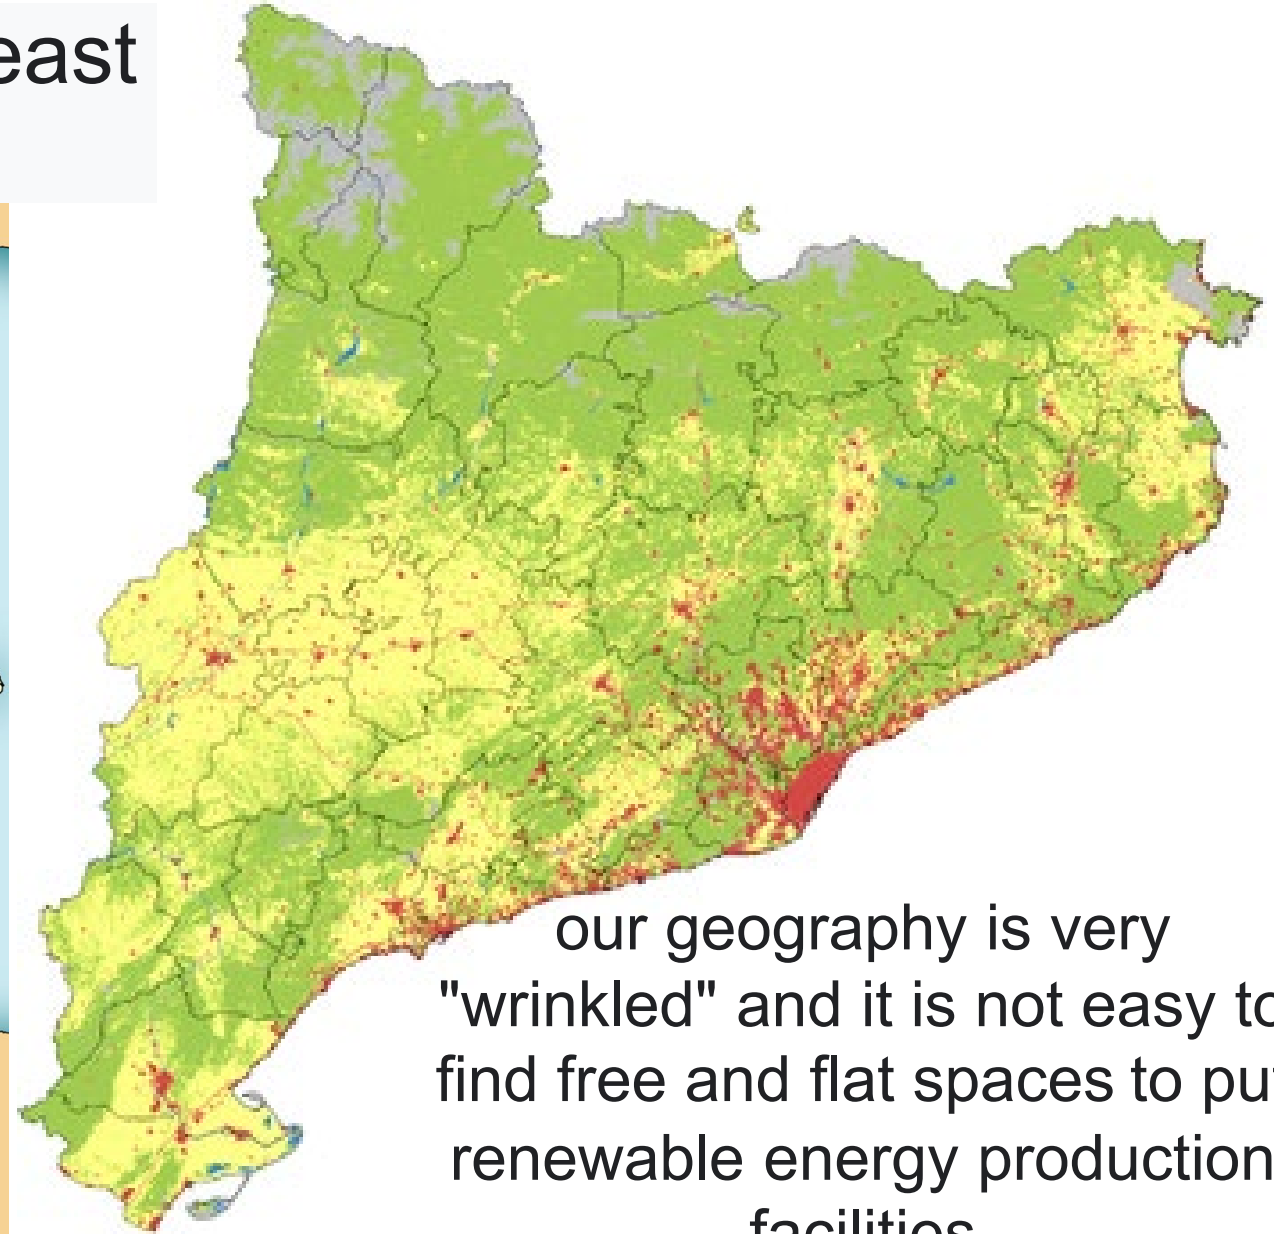 east
our geography is very
"wrinkled" and it is not easy to
find free and flat spaces to put
renewable energy production
facilities